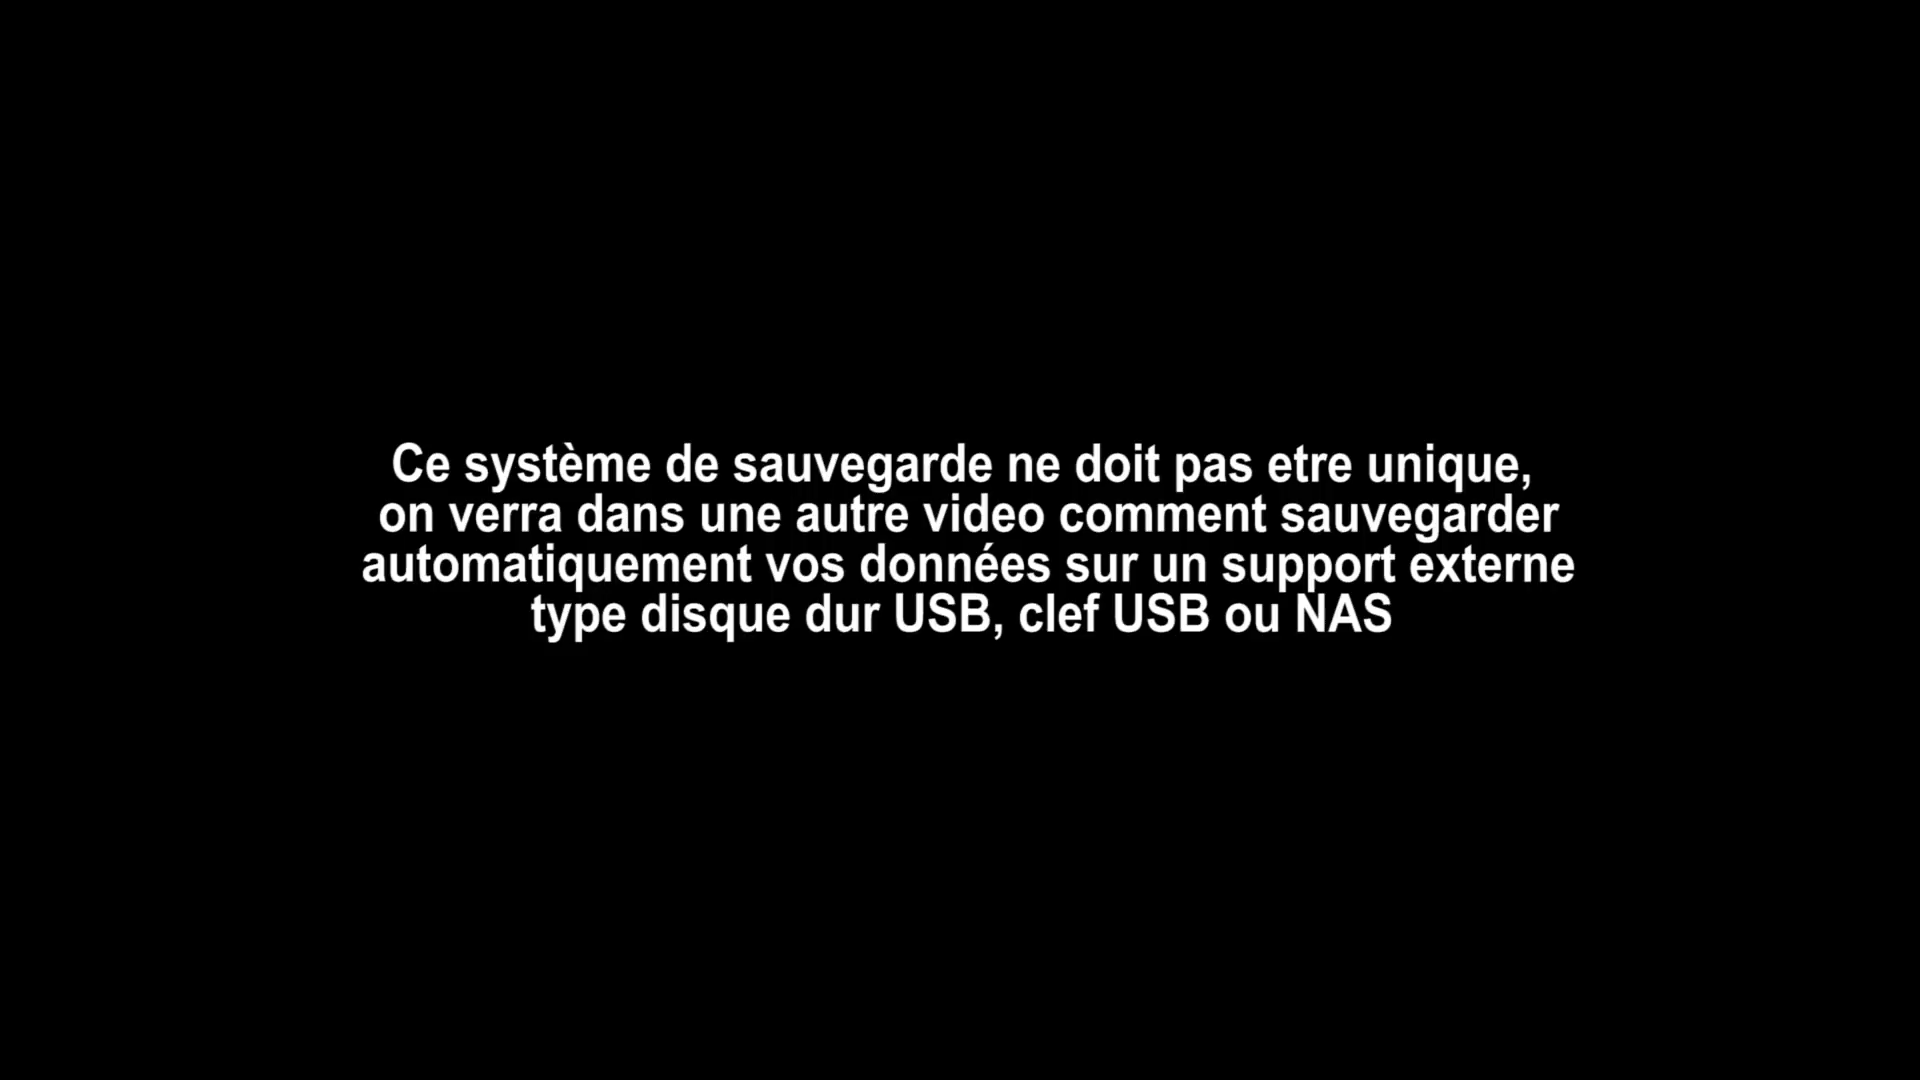 Ce système de sauvegarde ne doit pas etre unique,
on verra dans une autre video comment sauvegarder
automatiquement vos données sur un support externe
type disque dur USB, clef USB ou NAS